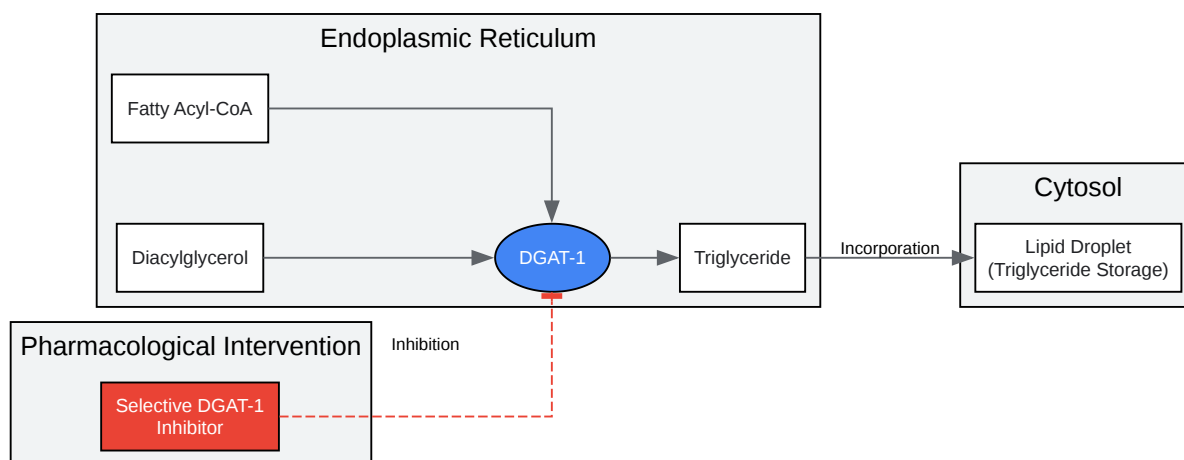 Endoplasmic Reticulum
Fatty Acyl-CoA
Diacylglycerol
DGAT-1
Triglyceride
Incorporation
Cytosol
Lipid Droplet
(Triglyceride Storage)
Pharmacological Intervention
Inhibition
Selective DGAT-1
Inhibitor